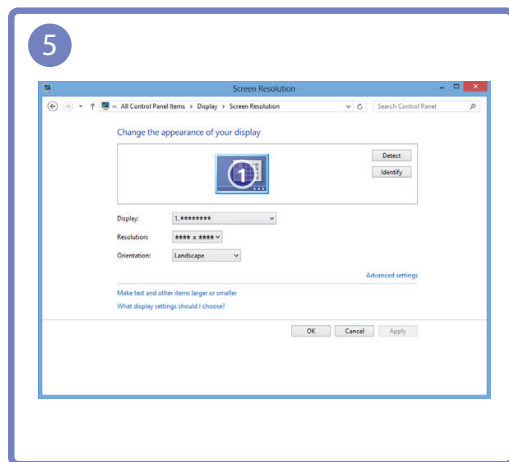 5
Screen Resolution
« All Control Panel Items ▸ Display ▸ Screen Resolution
Search Control Panel
Change the appearance of your display
1
Detect
Identify
Display: 1. ********
Resolution: **** x ****
Orientation: Landscape
Advanced settings
Make text and other items larger or smaller
What display settings should I choose?
OK Cancel Apply